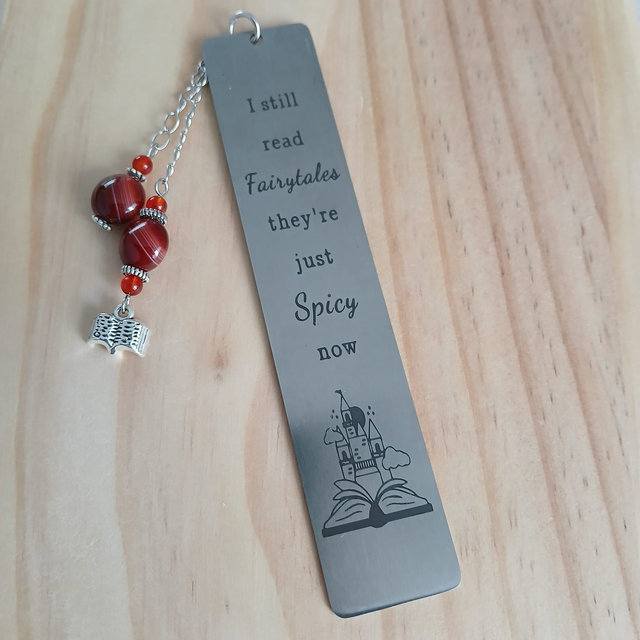 I still
read
Fairytales
they're
just
Spicy
now